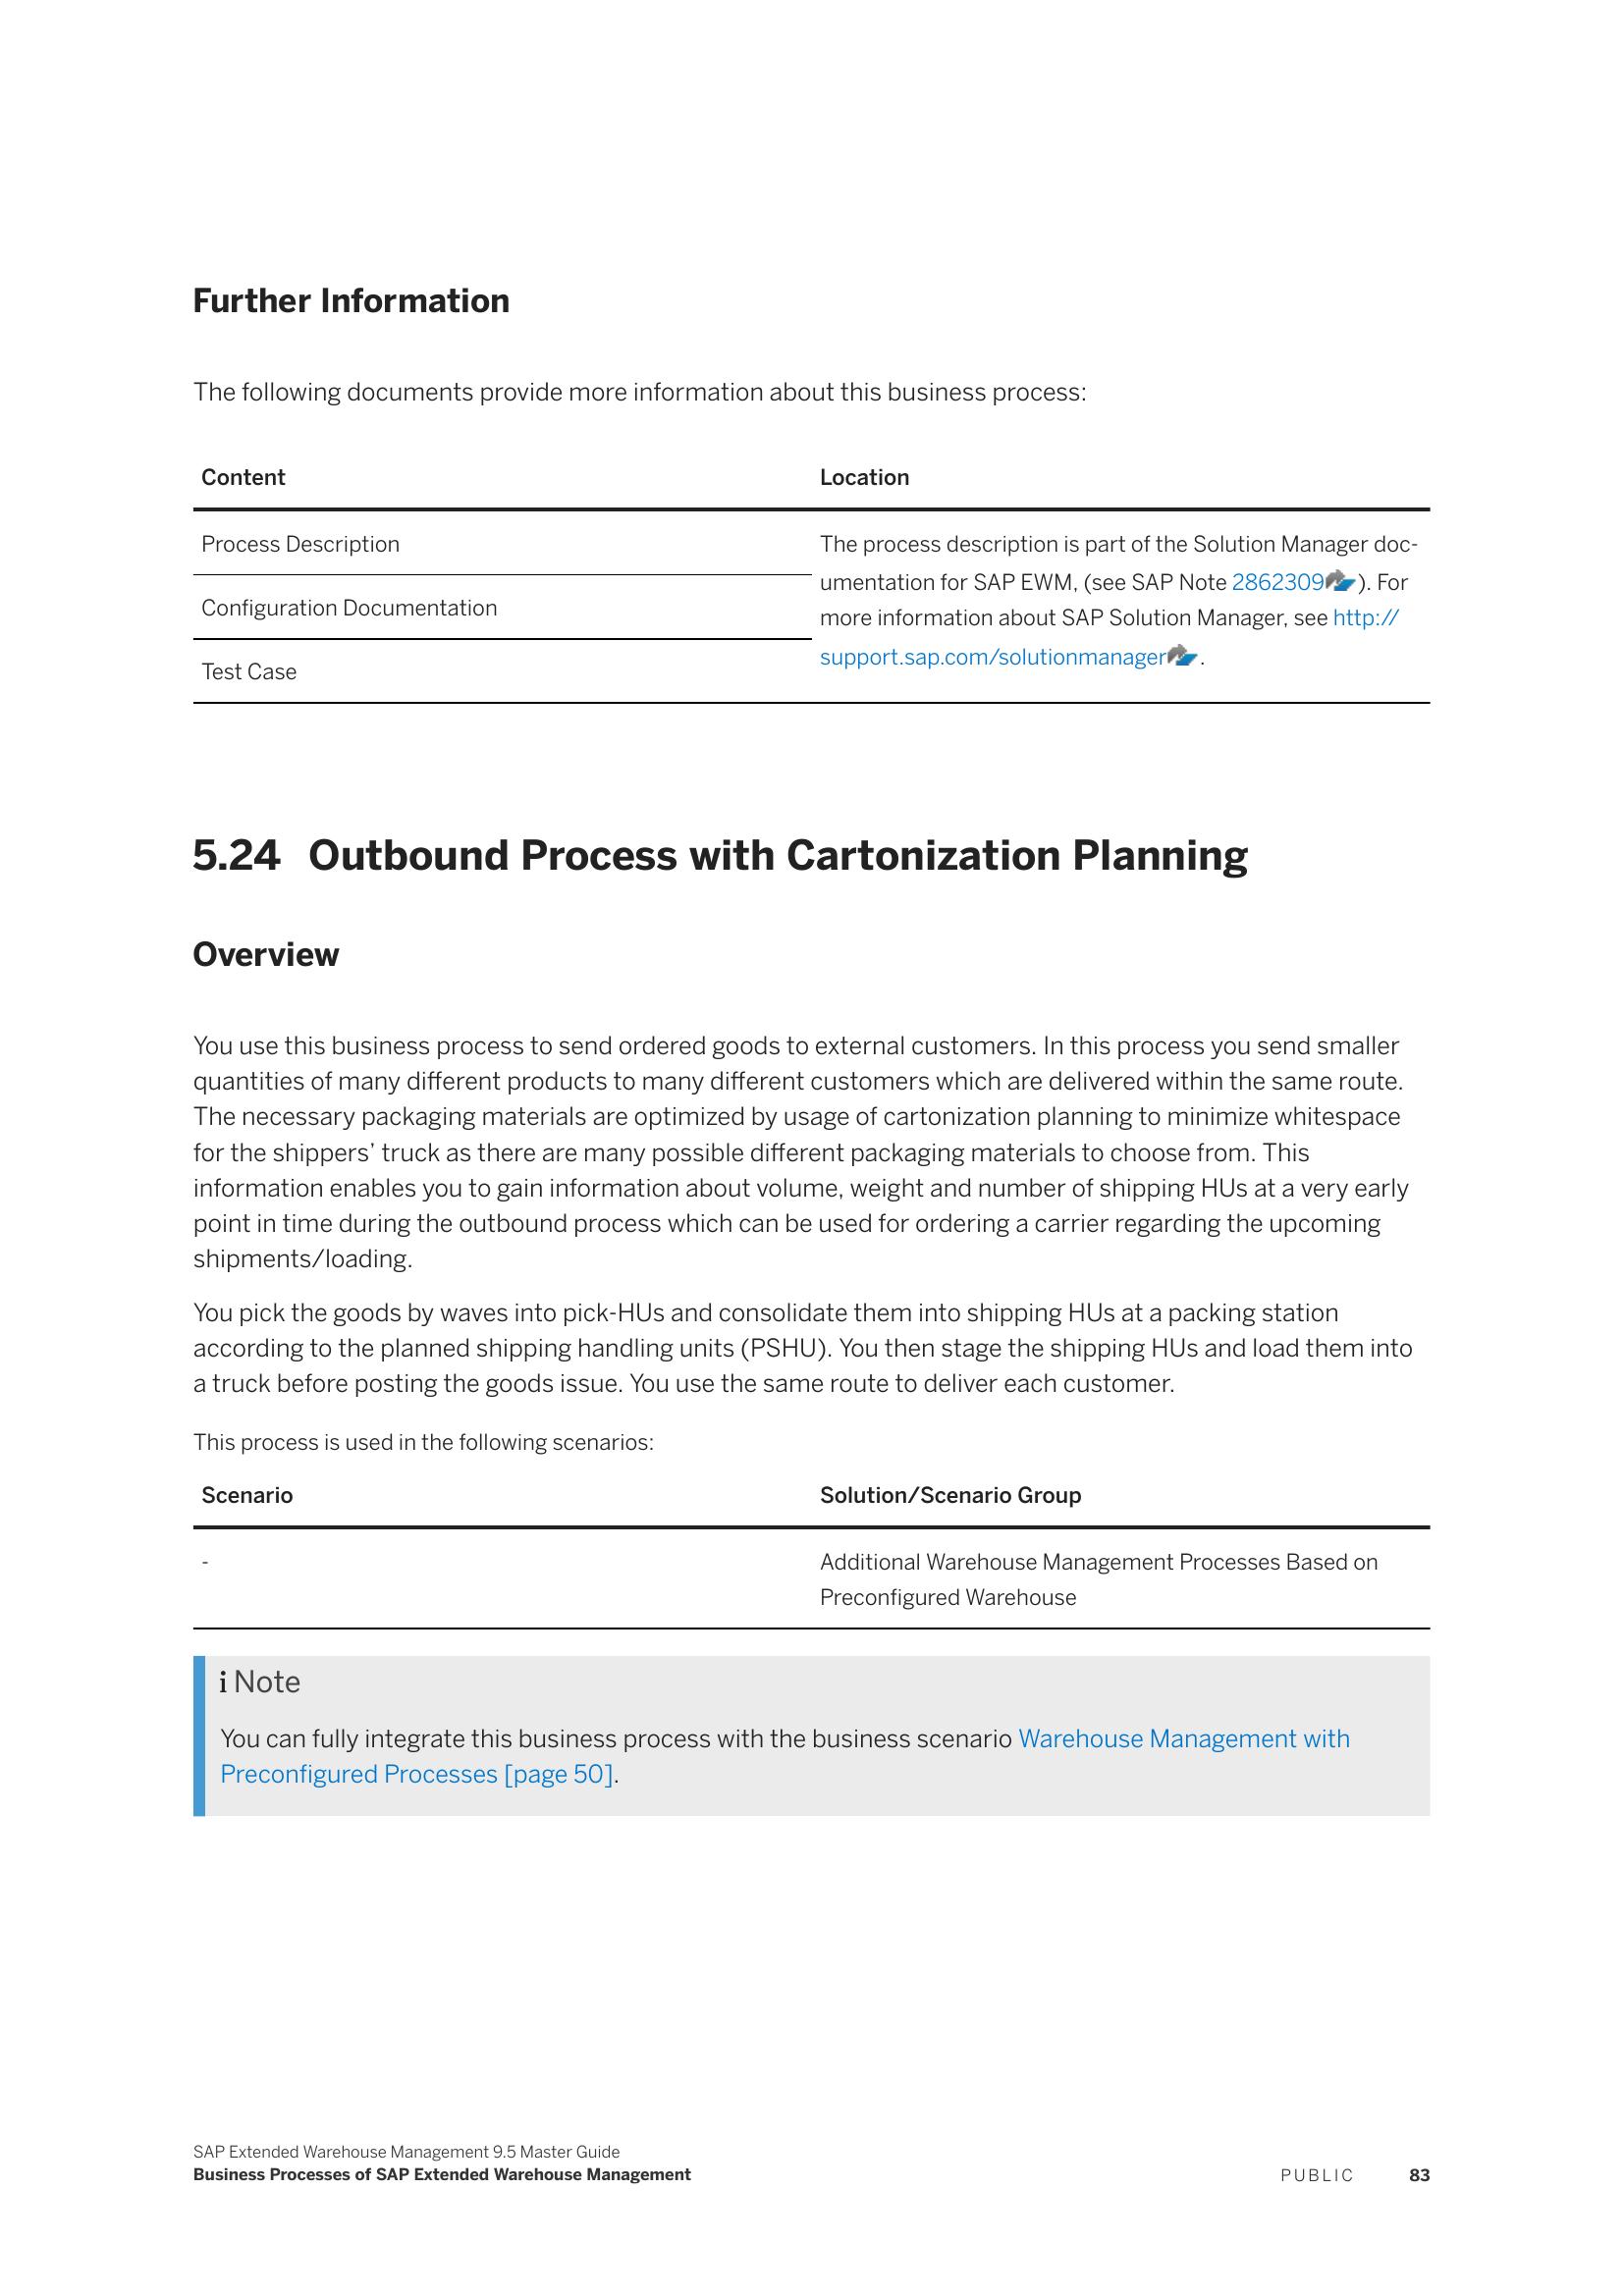 Further Information
The following documents provide more information about this business process:
Content Location
Process Description
Configuration Documentation
Test Case
The process description is part of the Solution Manager doc-
umentation for SAP EWM, (see SAP Note 2862309). For
more information about SAP Solution Manager, see http://
support.sap.com/solutionmanager.
5.24 Outbound Process with Cartonization Planning
Overview
You use this business process to send ordered goods to external customers. In this process you send smaller
quantities of many different products to many different customers which are delivered within the same route.
The necessary packaging materials are optimized by usage of cartonization planning to minimize whitespace
for the shippers’ truck as there are many possible different packaging materials to choose from. This
information enables you to gain information about volume, weight and number of shipping HUs at a very early
point in time during the outbound process which can be used for ordering a carrier regarding the upcoming
shipments/loading.
You pick the goods by waves into pick-HUs and consolidate them into shipping HUs at a packing station
according to the planned shipping handling units (PSHU). You then stage the shipping HUs and load them into
a truck before posting the goods issue. You use the same route to deliver each customer.
This process is used in the following scenarios:
Scenario Solution/Scenario Group
- Additional Warehouse Management Processes Based on
Preconfigured Warehouse
i Note
You can fully integrate this business process with the business scenario Warehouse Management with
Preconfigured Processes [page 50].
SAP Extended Warehouse Management 9.5 Master Guide
Business Processes of SAP Extended Warehouse Management PUBLIC 83